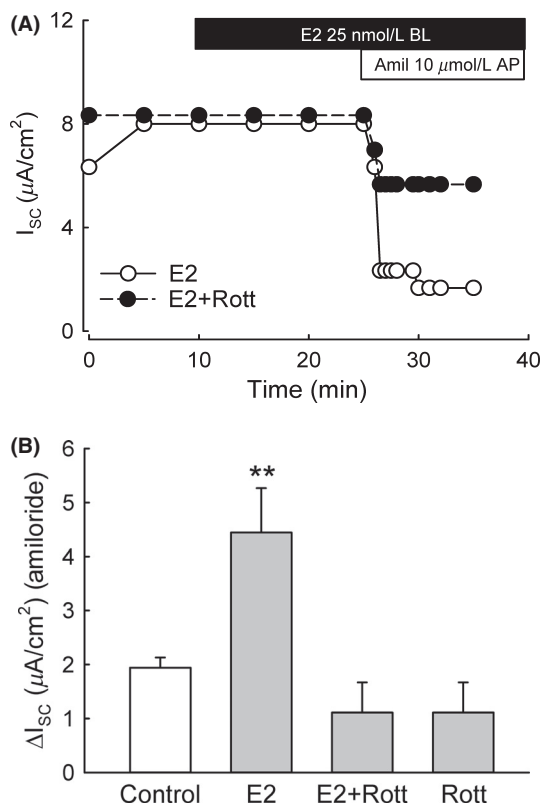 (A)
12
8
4
0
I_SC (μA/cm²)
E2 25 nmol/L BL
Amil 10 μmol/L AP
E2
E2+Rott
0 10 20 30 40
Time (min)
(B)
6
5
4
3
2
1
0
ΔI_SC (μA/cm²) (amiloride)
**
Control E2 E2+Rott Rott